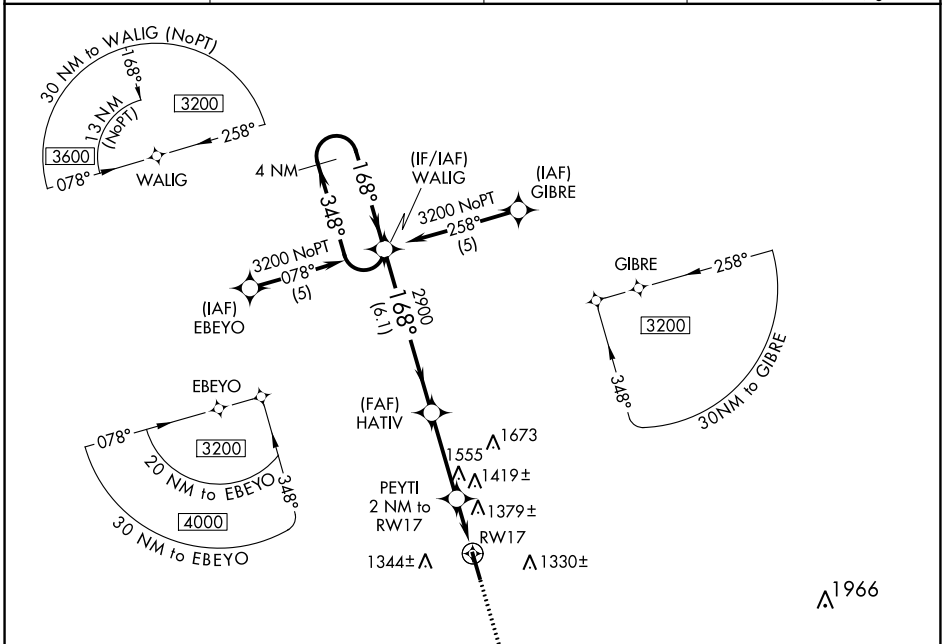 30 NM to WALIG (NoPT)
168°
13 NM
(NoPT)
3200
3600
258°
078°
WALIG
4 NM
168°
348°
(IF/IAF)
WALIG
(IAF)
GIBRE
3200 NoPT
258°
(5)
3200 NoPT
078°
(5)
(IAF)
EBEYO
2900
168°
(6.1)
GIBRE
258°
3200
348°
30NM to GIBRE
EBEYO
078°
3200
20 NM to EBEYO
348°
4000
30 NM to EBEYO
(FAF)
HATIV
1673
1555
1419±
PEYTI
2 NM to
RW17
1379±
RW17
1344±
1330±
1966